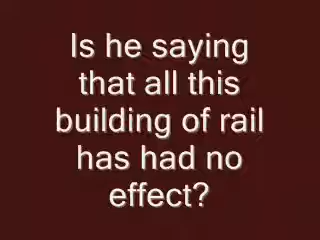 Is he saying
that all this
building of rail
has had no
effect?